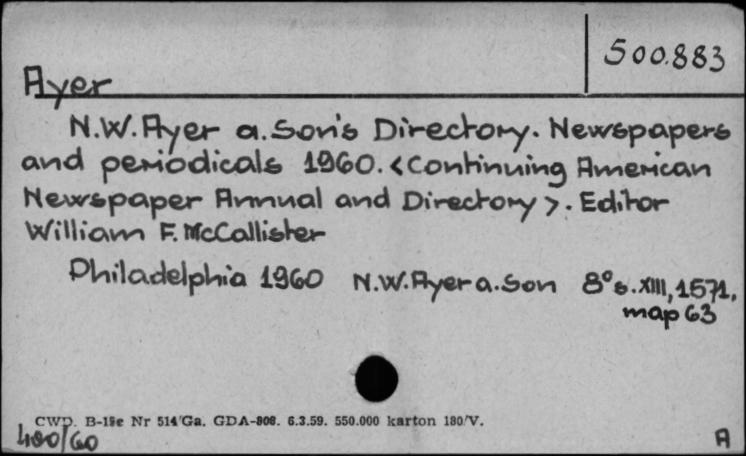 500.883
Ayer
N.W. Ayer a. Son's Directory. Newspapers
and periodicals 1960. <Continuing American
Newspaper Annual and Directory>. Editor
William F. McCallister
Philadelphia 1960 N.W. Ayer a. Son 8° s. XIII, 1571,
map 63
CWD. B-19e Nr 514/Ga. GDA-808. 6.3.59. 550.000 karton 180/V.
400/60
A